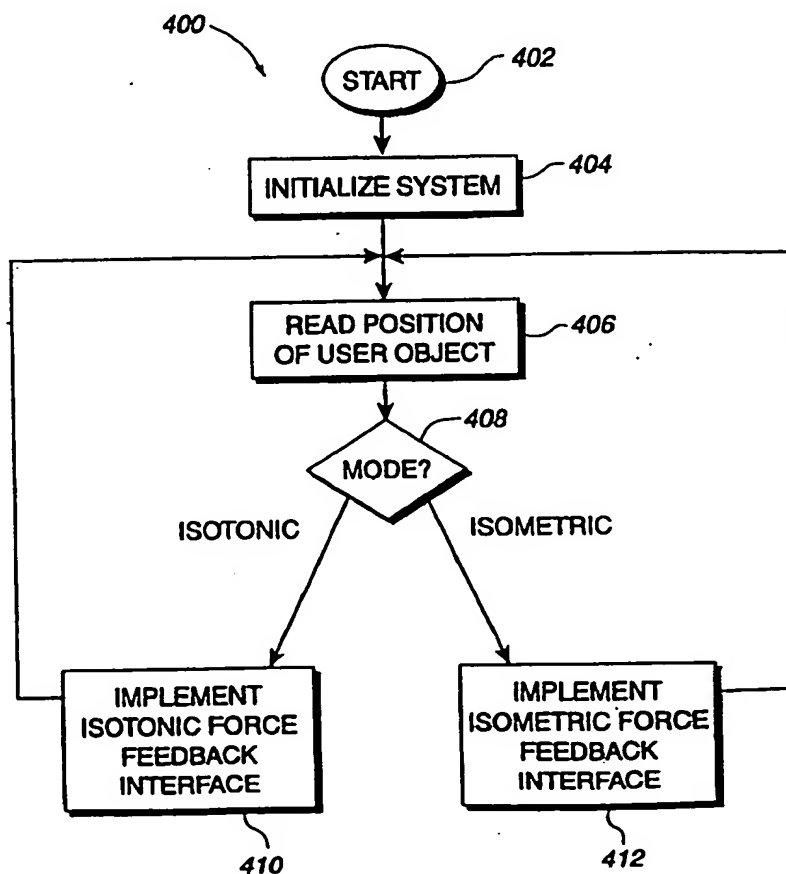 400
START
402
INITIALIZE SYSTEM
404
READ POSITION
OF USER OBJECT
406
408
MODE?
ISOTONIC
ISOMETRIC
IMPLEMENT
ISOTONIC FORCE
FEEDBACK
INTERFACE
410
IMPLEMENT
ISOMETRIC FORCE
FEEDBACK
INTERFACE
412